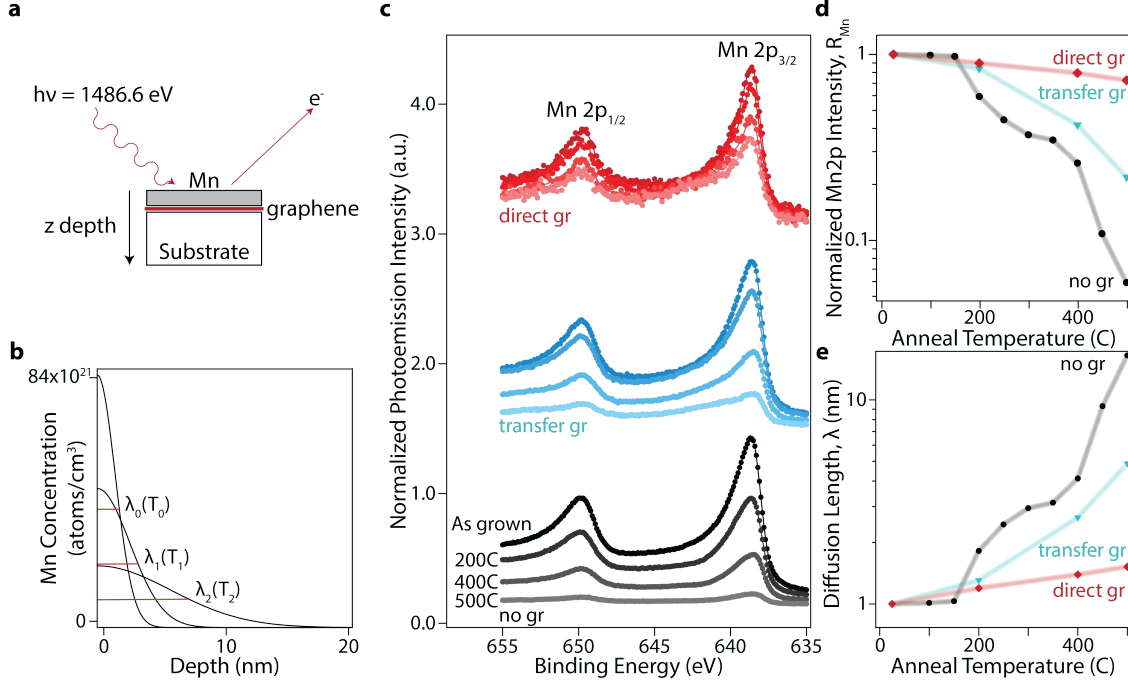 a
hν = 1486.6 eV
e-
Mn
graphene
z depth
Substrate
b
84x10^21
Mn Concentration
(atoms/cm³)
λ₀(T₀)
λ₁(T₁)
λ₂(T₂)
0
0
10
20
Depth (nm)
c
Normalized Photoemission Intensity (a.u.)
4.0
3.0
2.0
1.0
0.0
Mn 2p3/2
Mn 2p1/2
direct gr
transfer gr
As grown
200C
400C
500C
no gr
655
650
645
640
635
Binding Energy (eV)
d
Normalized Mn2p Intensity, R_Mn
1
0.1
direct gr
transfer gr
no gr
0
200
400
Anneal Temperature (C)
e
Diffusion Length, λ (nm)
10
1
no gr
transfer gr
direct gr
0
200
400
Anneal Temperature (C)